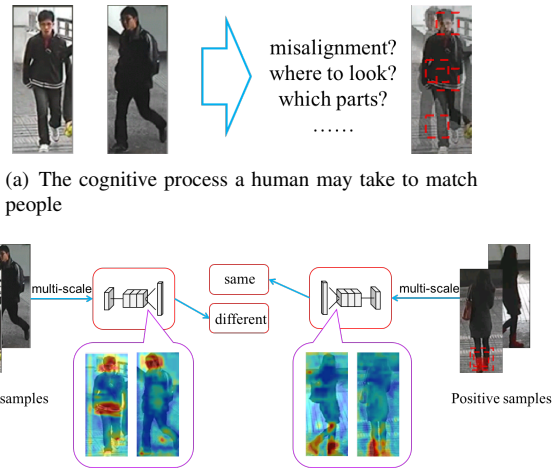 misalignment?
where to look?
which parts?
......
(a) The cognitive process a human may take to match
people
multi-scale
same
different
multi-scale
samples
Positive samples